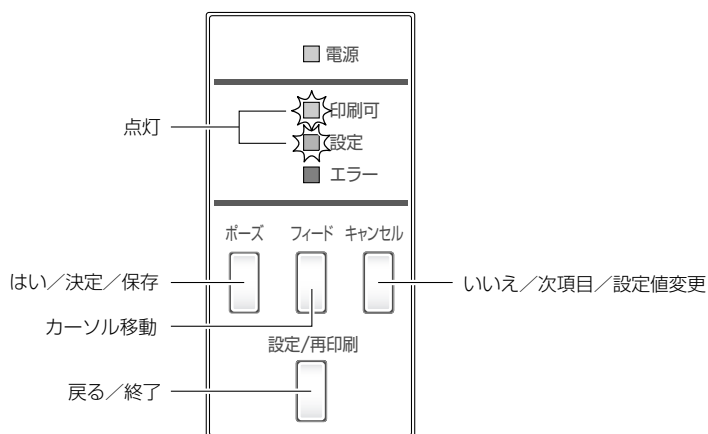 電源
印刷可
点灯
設定
エラー
ポーズ フィード キャンセル
はい／決定／保存
いいえ／次項目／設定値変更
カーソル移動
設定/再印刷
戻る／終了